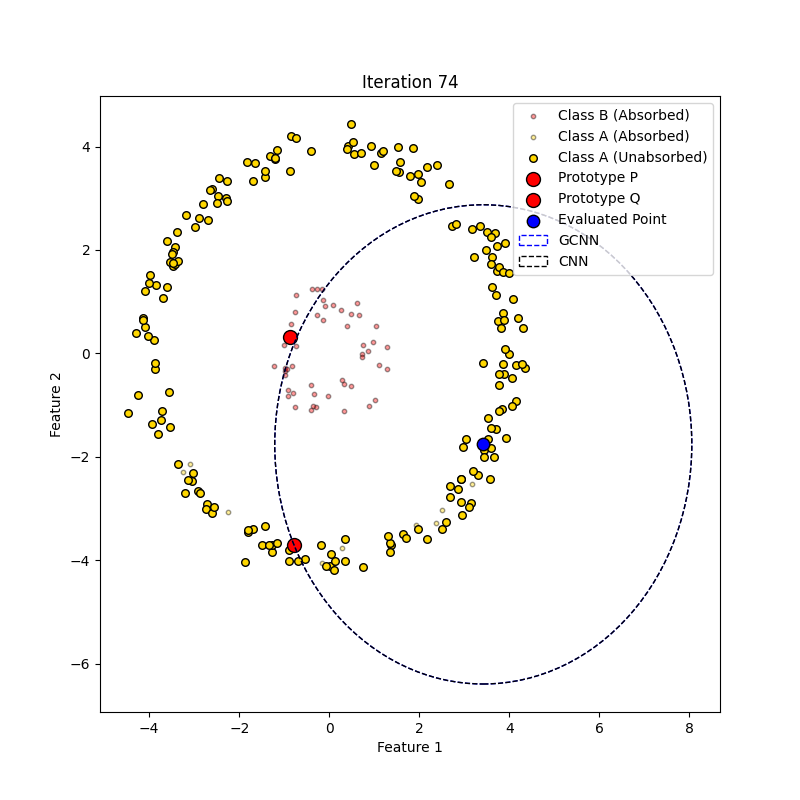 Iteration 74
Class B (Absorbed)
Class A (Absorbed)
Class A (Unabsorbed)
Prototype P
Prototype Q
Evaluated Point
GCNN
CNN
4
2
0
−2
−4
−6
Feature 2
−4
−2
0
2
4
6
8
Feature 1